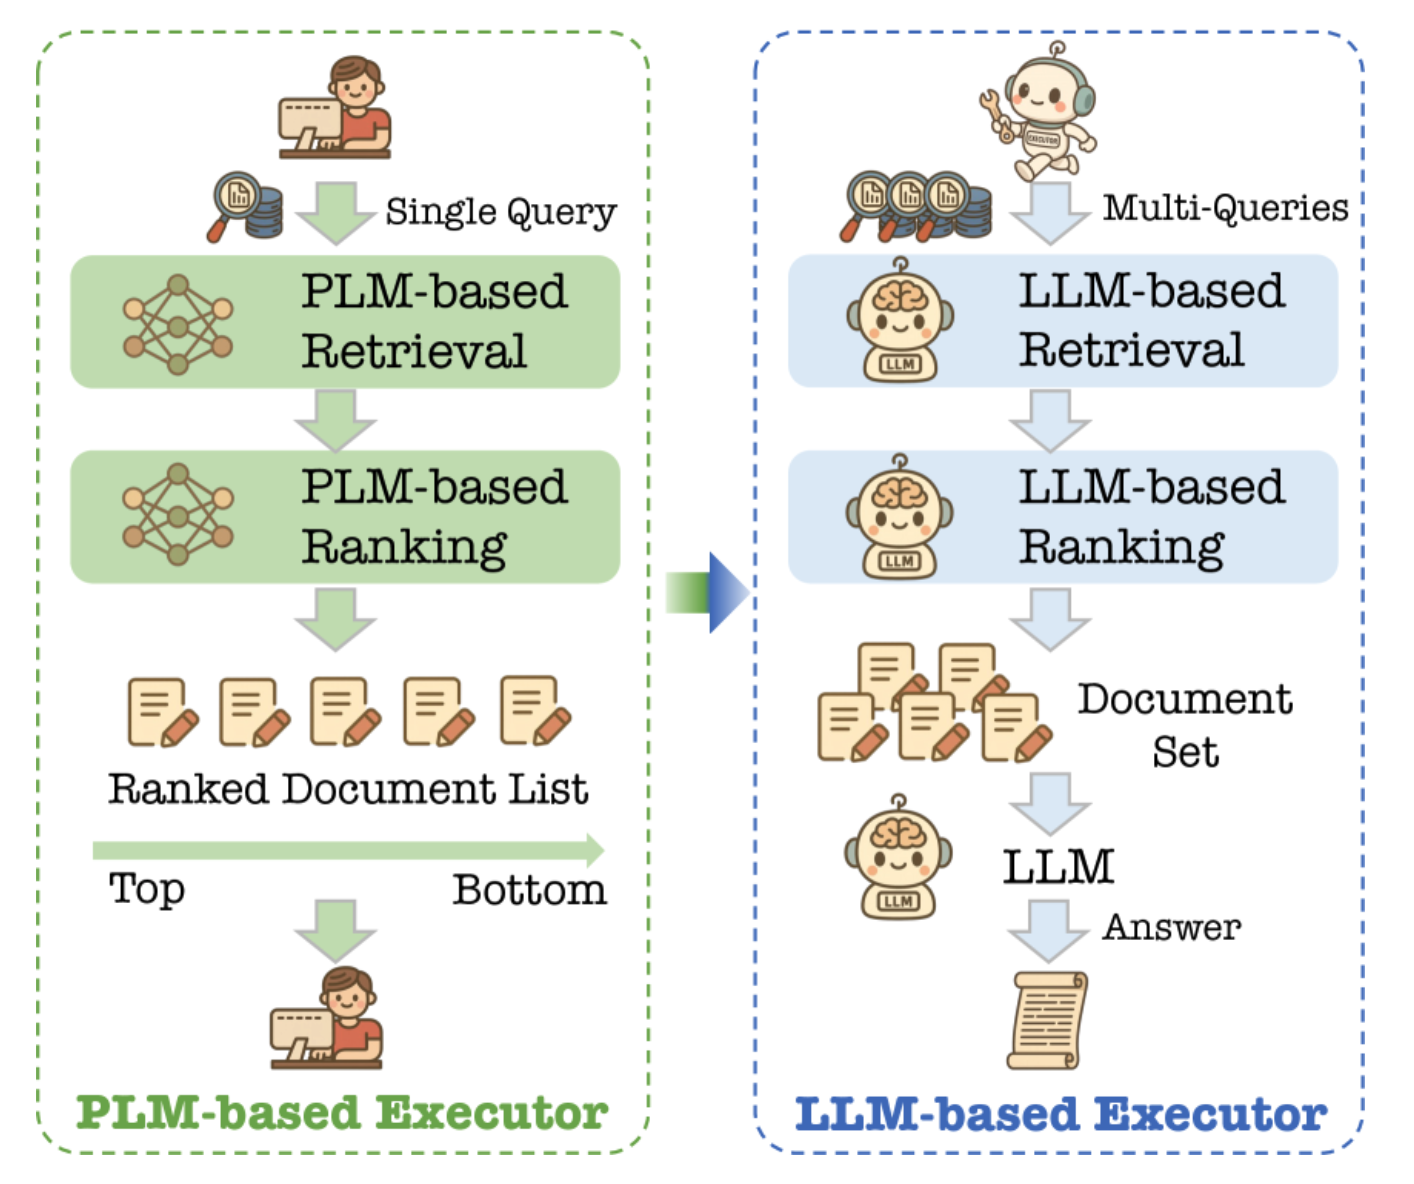 Single Query
PLM-based
Retrieval
PLM-based
Ranking
Ranked Document List
Top
Bottom
PLM-based Executor
EXECUTOR
Multi-Queries
LLM-based
Retrieval
LLM
LLM-based
Ranking
LLM
Document
Set
LLM
LLM
Answer
LLM-based Executor